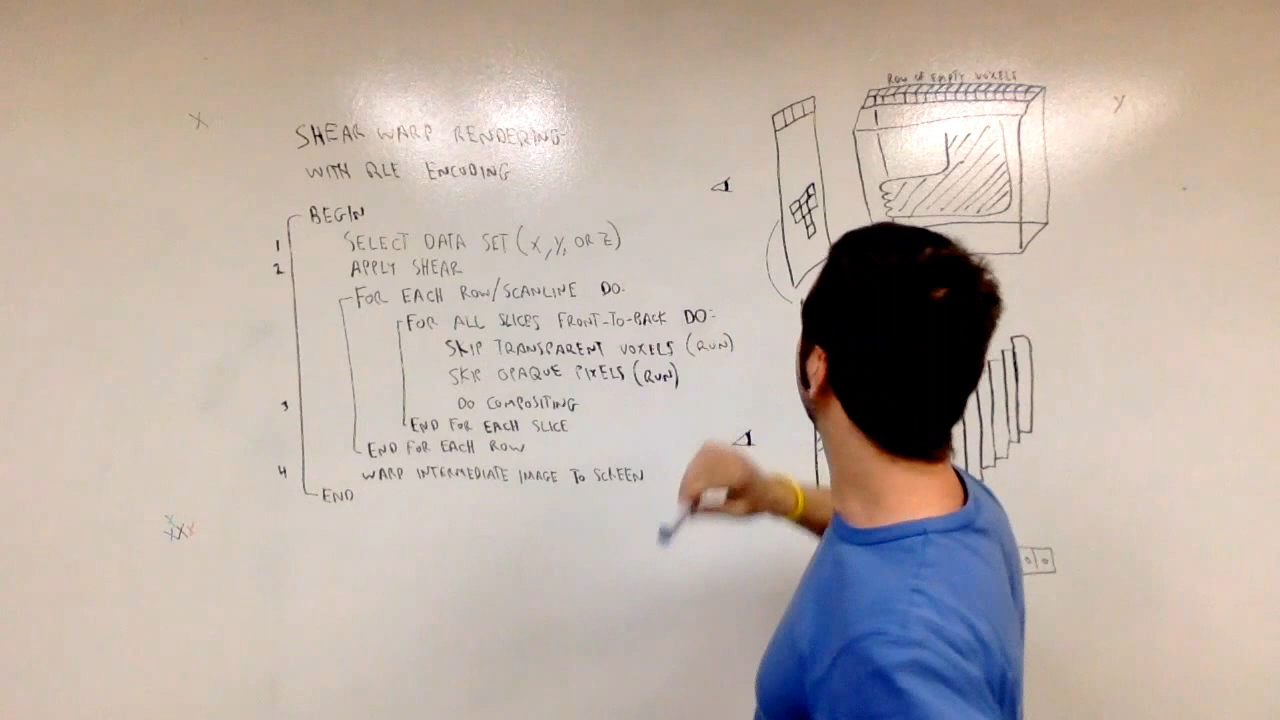 ROW OF EMPTY VOXELS
X
Y
SHEAR WARP RENDERING
WITH RLE ENCODING
BEGIN
1 SELECT DATA SET (X, Y, OR Z)
2 APPLY SHEAR
FOR EACH ROW/SCANLINE DO:
FOR ALL SLICES FRONT-TO-BACK DO:
SKIP TRANSPARENT VOXELS (RUN)
SKIP OPAQUE PIXELS (RUN)
3 DO COMPOSITING
END FOR EACH SLICE
END FOR EACH ROW
4 WARP INTERMEDIATE IMAGE TO SCREEN
END
X
XXX